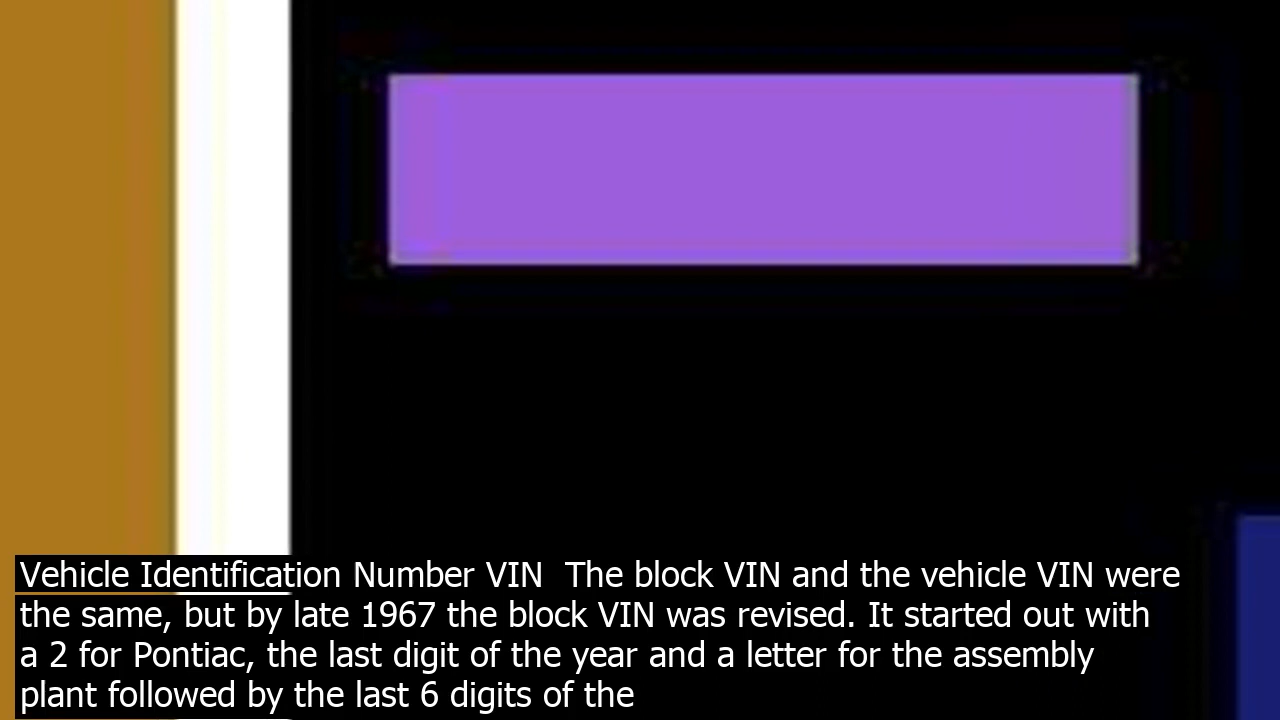 Vehicle Identification Number VIN  The block VIN and the vehicle VIN were
the same, but by late 1967 the block VIN was revised. It started out with
a 2 for Pontiac, the last digit of the year and a letter for the assembly
plant followed by the last 6 digits of the